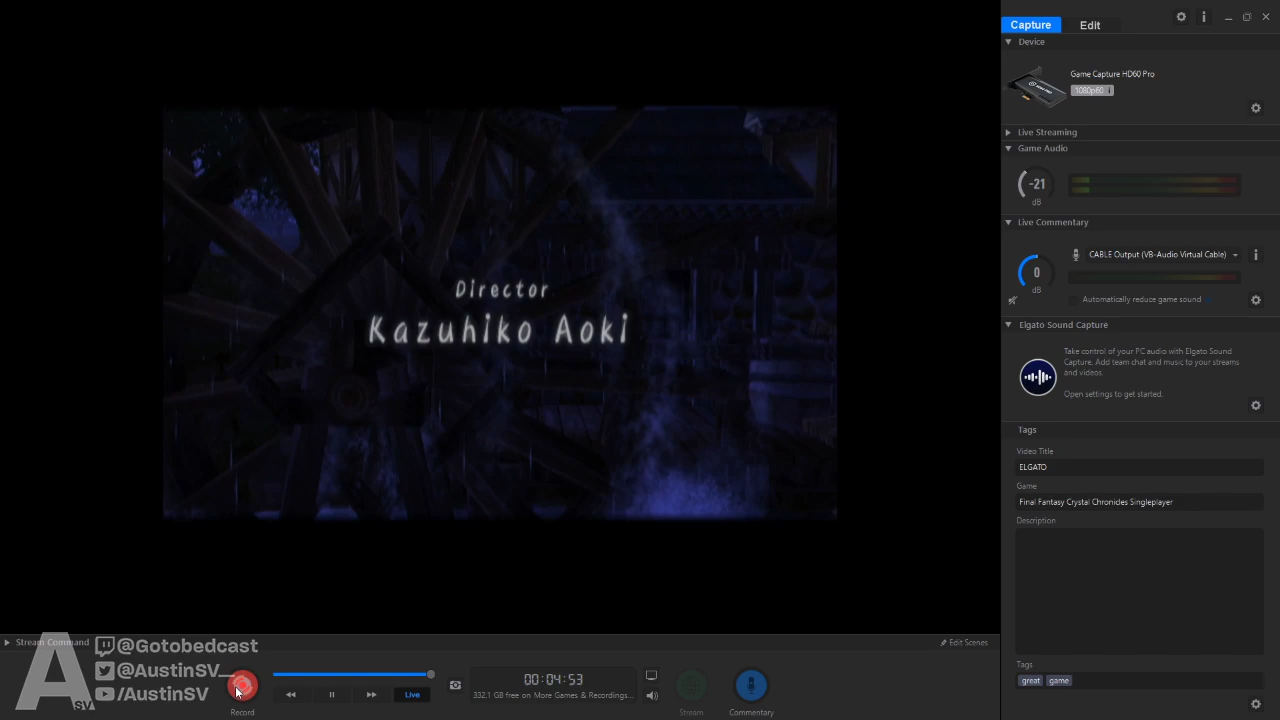 Capture
Edit
Device
Game Capture HD60 Pro
1080p60
Live Streaming
Game Audio
-21
dB
Live Commentary
CABLE Output (VB-Audio Virtual Cable)
0
dB
Automatically reduce game sound
Elgato Sound Capture
Take control of your PC audio with Elgato Sound
Capture. Add team chat and music to your streams
and videos.
Open settings to get started.
Tags
Video Title
ELGATO
Game
Final Fantasy Crystal Chronicles Singleplayer
Description
Tags
great game
Director
Kazuhiko Aoki
Stream Command
Edit Scenes
A
SV
@Gotobedcast
@AustinSV_
/AustinSV
Record
Live
00:04:53
332.1 GB free on More Games & Recordings...
Stream
Commentary